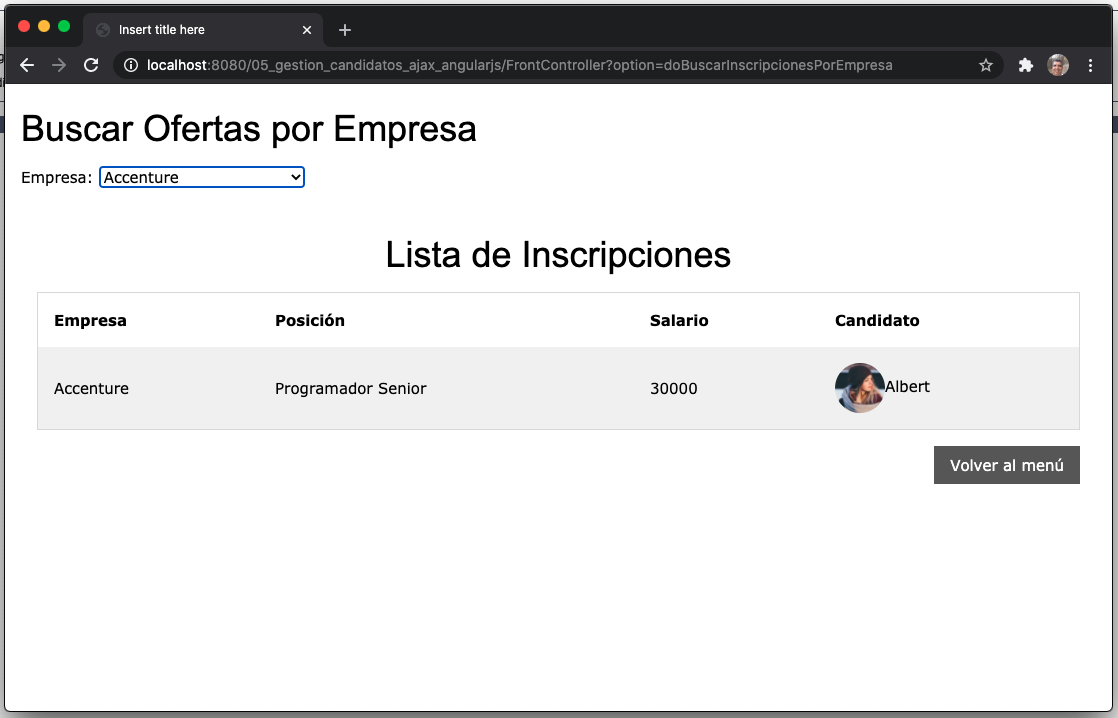 Insert title here
localhost:8080/05_gestion_candidatos_ajax_angularjs/FrontController?option=doBuscarInscripcionesPorEmpresa
Buscar Ofertas por Empresa
Empresa: Accenture
Lista de Inscripciones
Empresa Posición Salario Candidato
Accenture Programador Senior 30000 Albert
Volver al menú